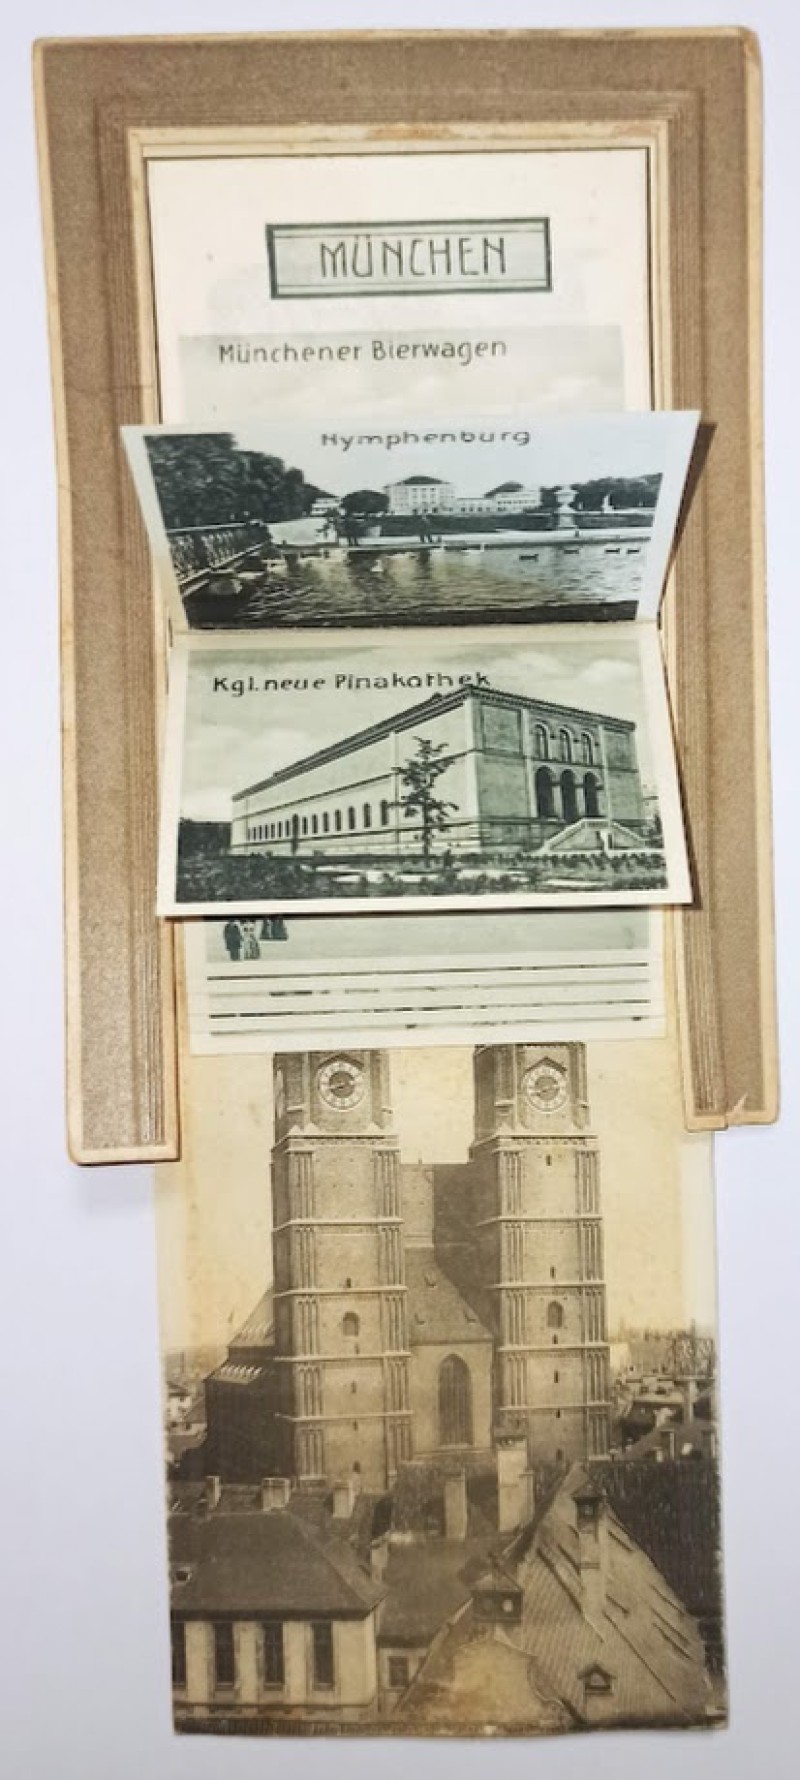 MÜNCHEN
Münchener Bierwagen
Nymphenburg
Kgl. neue Pinakothek